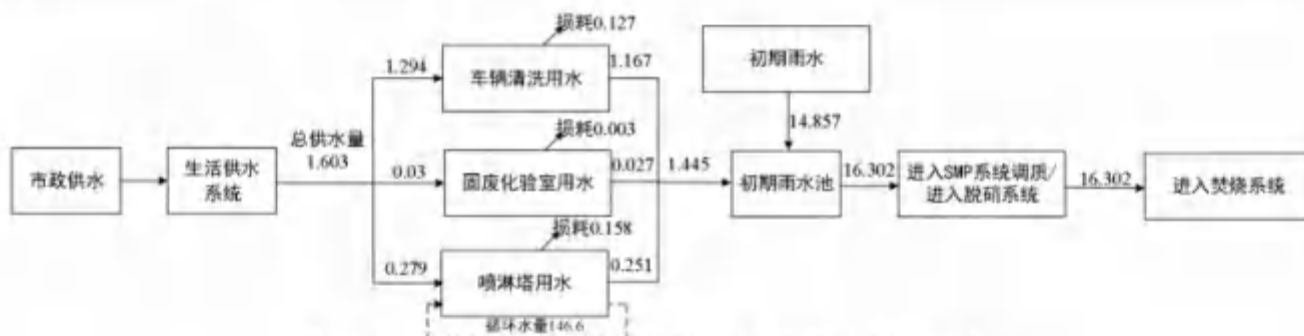 损耗0.127
1.294
车辆清洗用水
1.167
初期雨水
14.857
总供水量
1.603
损耗0.003
市政供水
生活供水
系统
0.03
固废化验室用水
0.027
1.445
初期雨水池
16.302
进入SMP系统调质/
进入脱硝系统
16.302
进入焚烧系统
损耗0.158
0.279
喷淋塔用水
0.251
循环水量146.6